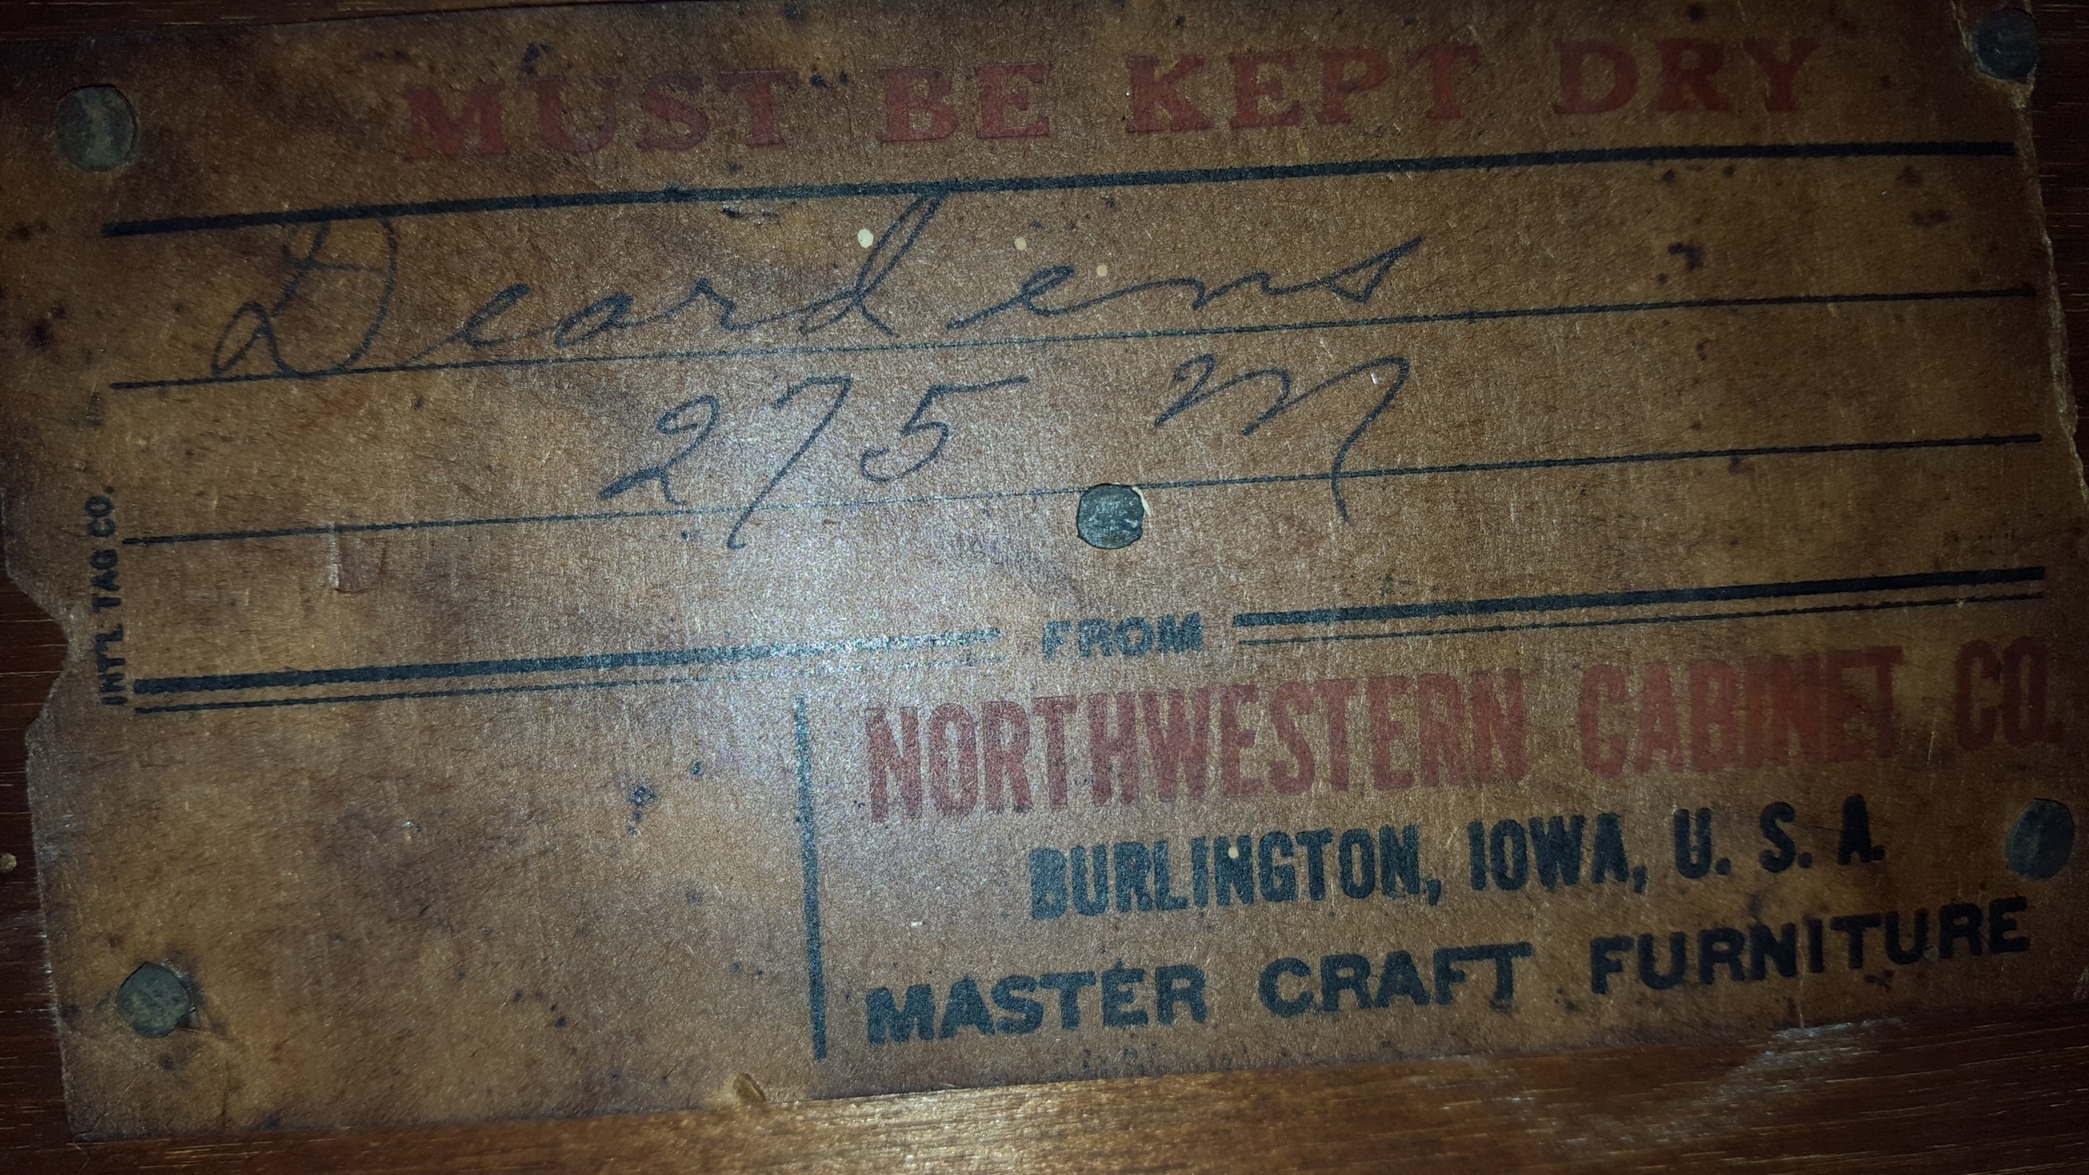 MUST BE KEPT DRY
Deardens
275 M
INT'L TAG CO.
FROM
NORTHWESTERN CABINET CO.
BURLINGTON, IOWA, U. S. A.
MASTER CRAFT FURNITURE